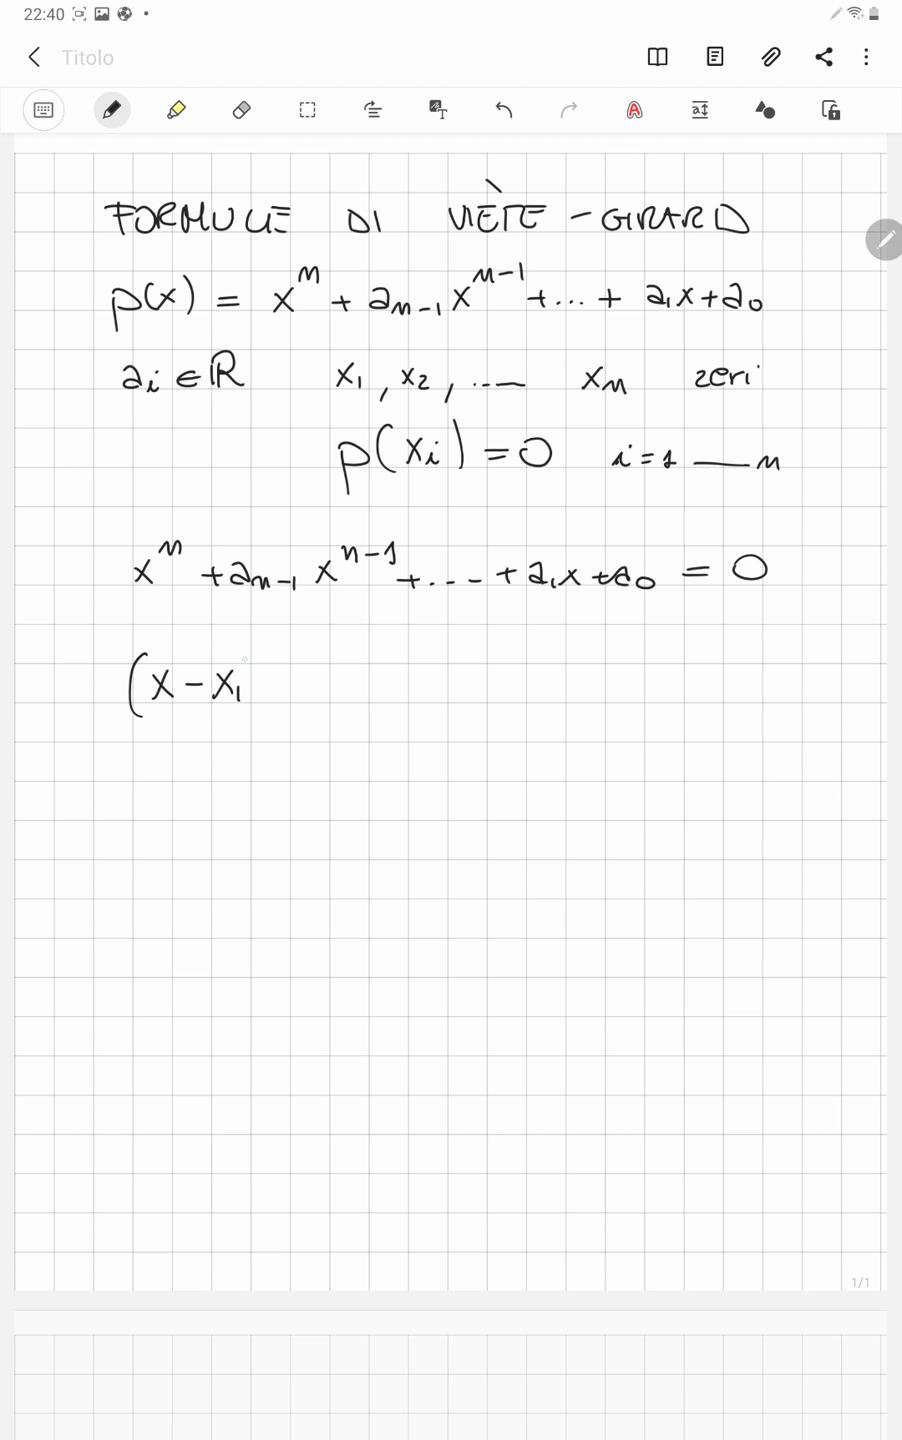 22:40
Titolo
FORMULE DI VIÈTE - GIRARD
p(x) = x^n + a_{n-1} x^{n-1} + ... + a_1 x + a_0
a_i ∈ ℝ x_1, x_2, .... x_n zeri
p(x_i) = 0 i = 1 — n
x^n + a_{n-1} x^{n-1} + .... + a_1 x + a_0 = 0
(x - x_1
1/1